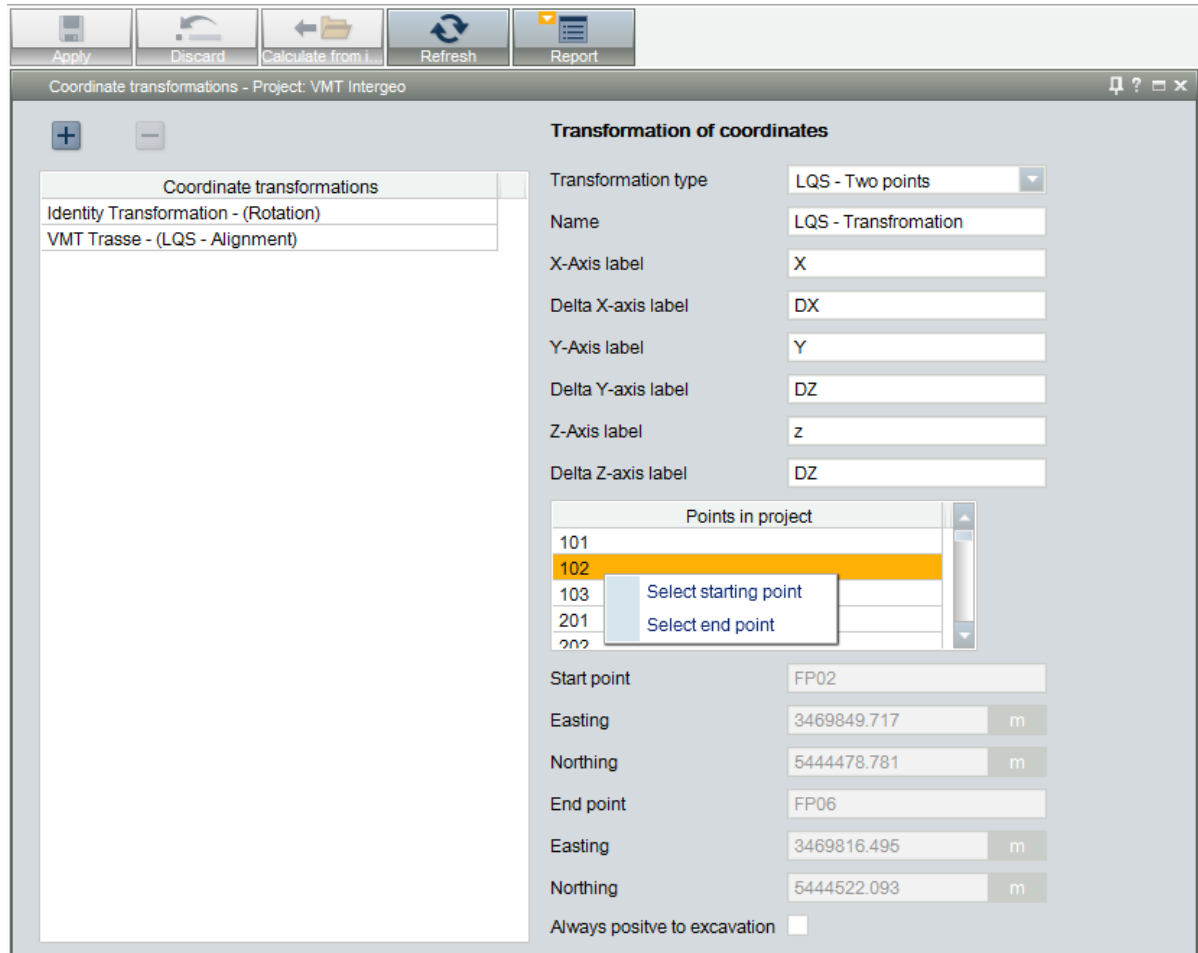 Apply Discard Calculate from i... Refresh Report
Coordinate transformations - Project: VMT Intergeo ?
Coordinate transformations
Identity Transformation - (Rotation)
VMT Trasse - (LQS - Alignment)
Transformation of coordinates
Transformation type LQS - Two points
Name LQS - Transfromation
X-Axis label X
Delta X-axis label DX
Y-Axis label Y
Delta Y-axis label DZ
Z-Axis label z
Delta Z-axis label DZ
Points in project
101
102
103
Select starting point
201
Select end point
202
Start point FP02
Easting 3469849.717 m
Northing 5444478.781 m
End point FP06
Easting 3469816.495 m
Northing 5444522.093 m
Always positve to excavation